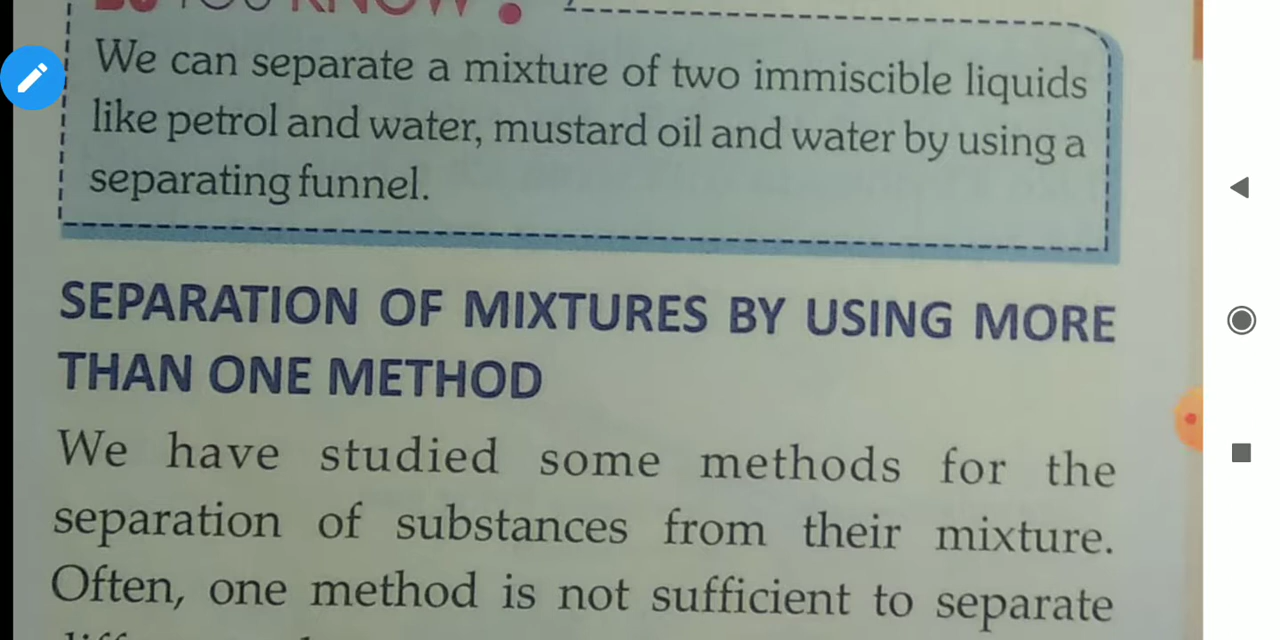 YOU KNOW
We can separate a mixture of two immiscible liquids
like petrol and water, mustard oil and water by using a
separating funnel.
SEPARATION OF MIXTURES BY USING MORE
THAN ONE METHOD
We have studied some methods for the
separation of substances from their mixture.
Often, one method is not sufficient to separate